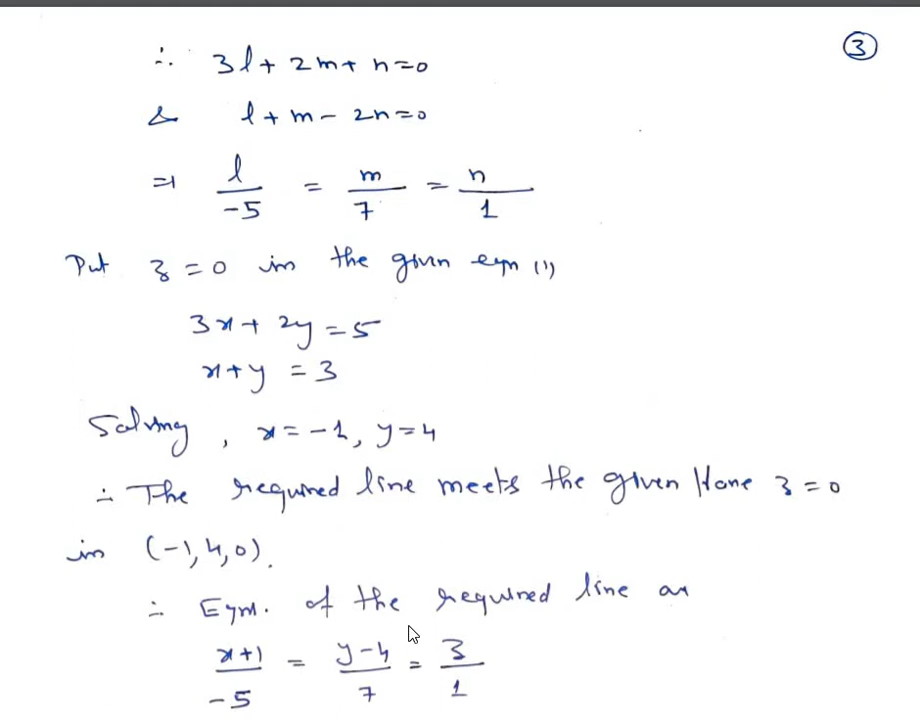 ③
∴ 3l + 2m + n = 0
& l + m - 2n = 0
⇒ l/-5 = m/7 = n/1
Put z = 0 in the given eqn (1)
3x + 2y = 5
x + y = 3
Solving, x = -1, y = 4
∴ The required line meets the given plane z = 0
in (-1, 4, 0).
∴ Eqn. of the required line are
x+1/-5 = y-4/7 = z/1